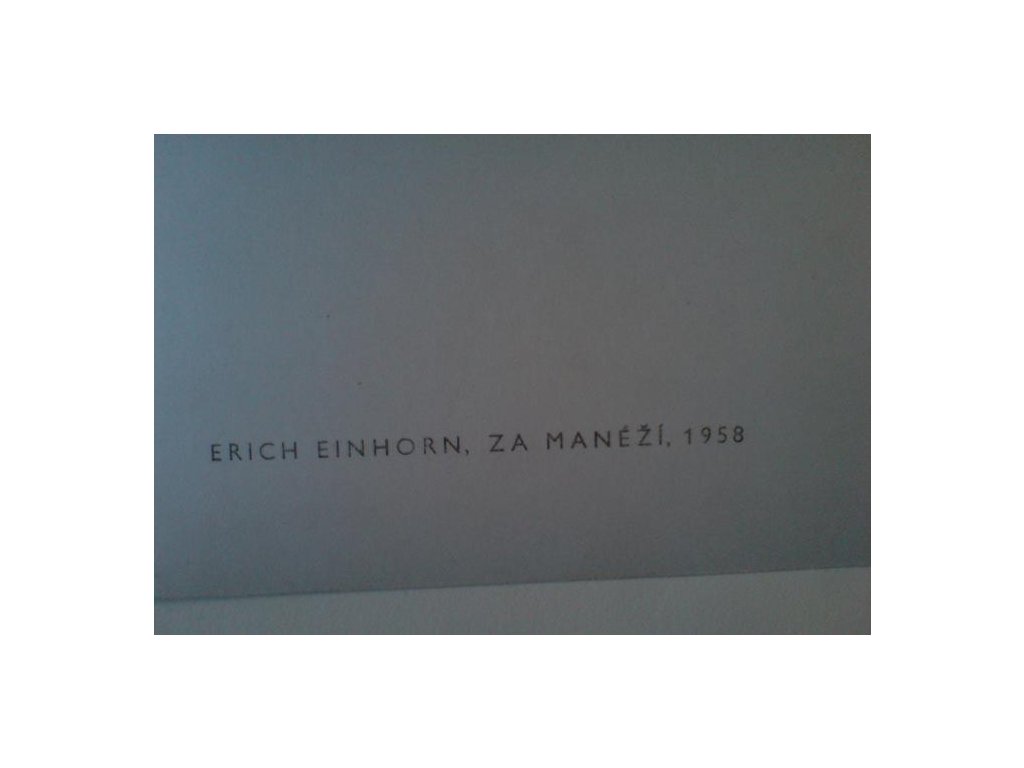 ERICH EINHORN, ZA MANÉŽÍ, 1958